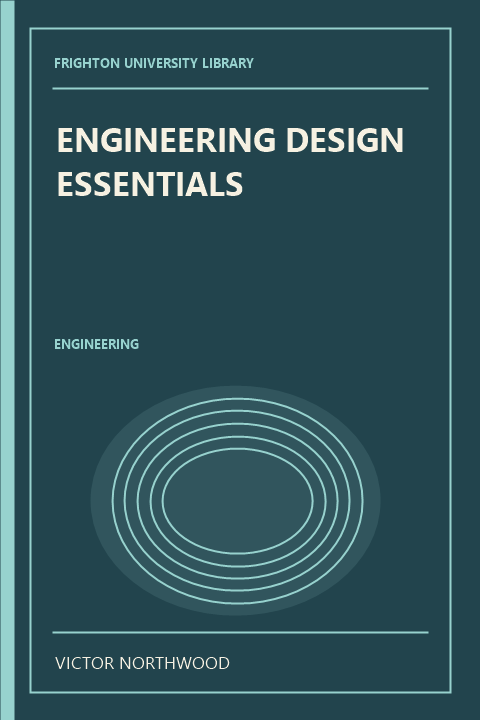 FRIGHTON UNIVERSITY LIBRARY
ENGINEERING DESIGN
ESSENTIALS
ENGINEERING
VICTOR NORTHWOOD